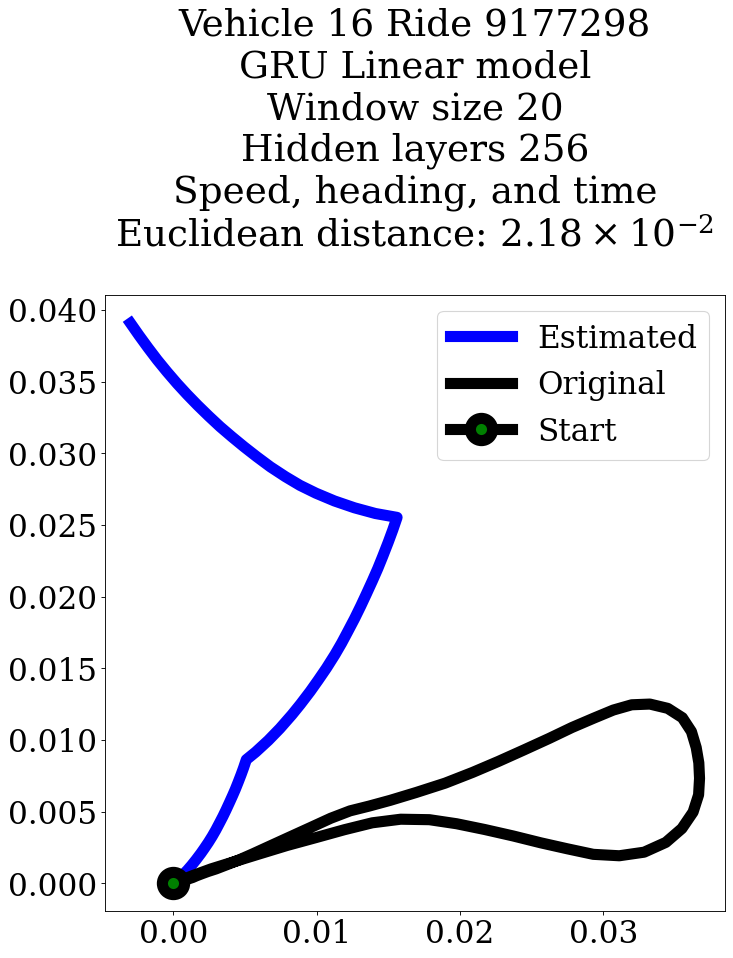 Vehicle 16 Ride 9177298
GRU Linear model
Window size 20
Hidden layers 256
Speed, heading, and time
Euclidean distance: 2.18 × 10⁻²
0.040
0.035
0.030
0.025
0.020
0.015
0.010
0.005
0.000
Estimated
Original
Start
0.00 0.01 0.02 0.03